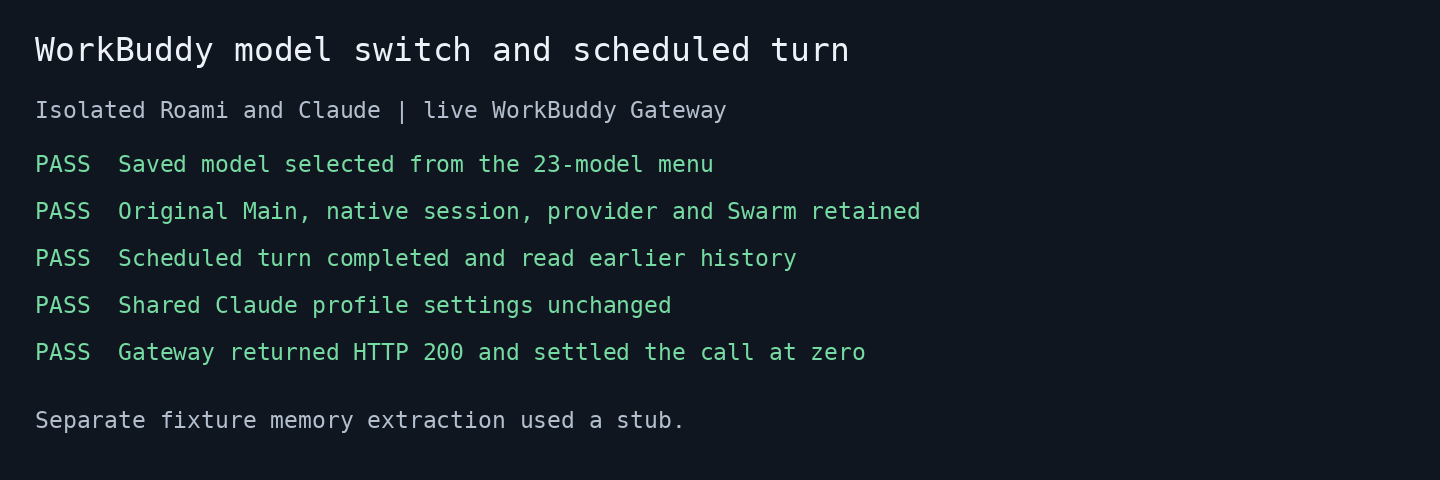 WorkBuddy model switch and scheduled turn
Isolated Roami and Claude | live WorkBuddy Gateway
PASS  Saved model selected from the 23-model menu
PASS  Original Main, native session, provider and Swarm retained
PASS  Scheduled turn completed and read earlier history
PASS  Shared Claude profile settings unchanged
PASS  Gateway returned HTTP 200 and settled the call at zero
Separate fixture memory extraction used a stub.